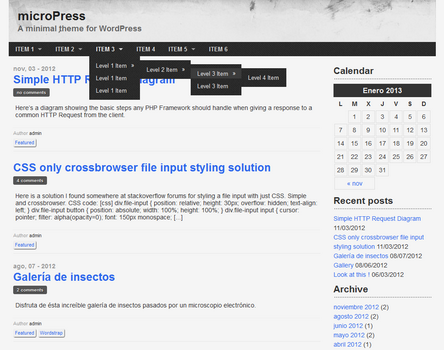 microPress
A minimal theme for WordPress
ITEM 1 ITEM 2 ITEM 3 ITEM 4 ITEM 5 ITEM 6
Level 1 Item » Level 2 Item » Level 3 Item » Level 4 Item
Level 1 Item Level 3 Item
Level 1 Item
nov, 03 - 2012
Simple HTTP Request Diagram
no comments
Here's a diagram showing the basic steps any PHP Framework should handle when giving a response to a
common HTTP Request from the client.
Author admin
Featured
CSS only crossbrowser file input styling solution
4 comments
Here is a solution i found somewhere at stackoverflow forums for styling a file input with just CSS. Simple
and crossbrowser. CSS code: [css] div.file-input { position: relative; height: 30px; overflow: hidden; text-align:
left; } div.file-input button { position: absolute; width: 100%; height: 100%; } div.file-input input { cursor:
pointer; filter: alpha(opacity=0); font: 150px monospace; [...]
Author admin
Featured
ago, 07 - 2012
Galería de insectos
2 comments
Disfruta de ésta increíble galería de insectos pasados por un microscopio electrónico.
Author admin
Featured Wordstrap
Calendar
Enero 2013
L M X J V S D
1 2 3 4 5 6
7 8 9 10 11 12 13
14 15 16 17 18 19 20
21 22 23 24 25 26 27
28 29 30 31
« nov
Recent posts
Simple HTTP Request Diagram
11/03/2012
CSS only crossbrowser file input
styling solution 11/03/2012
Galería de insectos 08/07/2012
Gallery 08/06/2012
Look at this ! 06/03/2012
Archive
noviembre 2012 (2)
agosto 2012 (2)
junio 2012 (1)
mayo 2012 (2)
abril 2012 (1)